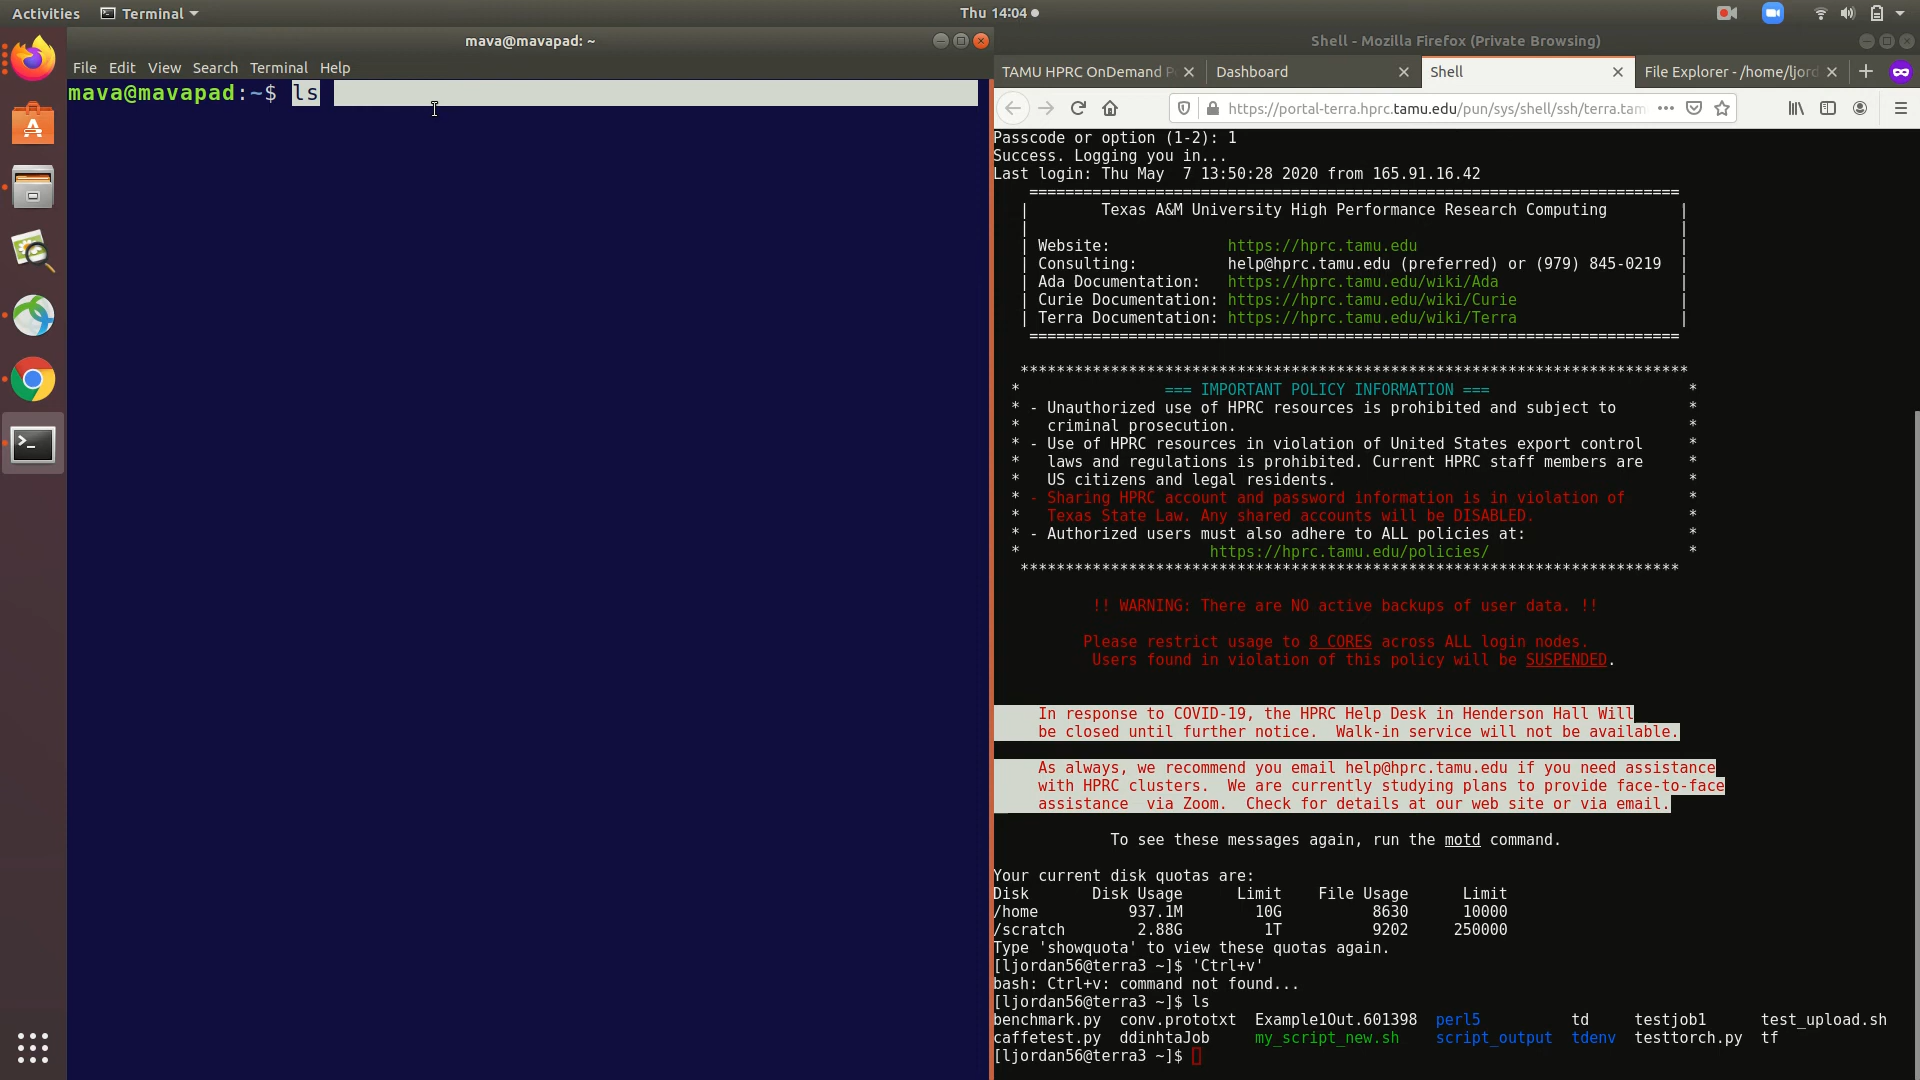 Activities Terminal Thu 14:04
mava@mavapad: ~
File Edit View Search Terminal Help
mava@mavapad:~$ ls
Shell - Mozilla Firefox (Private Browsing)
TAMU HPRC OnDemand P Dashboard Shell File Explorer - /home/ljord
https://portal-terra.hprc.tamu.edu/pun/sys/shell/ssh/terra.tam
Passcode or option (1-2): 1
Success. Logging you in...
Last login: Thu May  7 13:50:28 2020 from 165.91.16.42
========================================================================
| Texas A&M University High Performance Research Computing |
| |
| Website: https://hprc.tamu.edu |
| Consulting: help@hprc.tamu.edu (preferred) or (979) 845-0219 |
| Ada Documentation: https://hprc.tamu.edu/wiki/Ada |
| Curie Documentation: https://hprc.tamu.edu/wiki/Curie |
| Terra Documentation: https://hprc.tamu.edu/wiki/Terra |
========================================================================
**************************************************************************
* === IMPORTANT POLICY INFORMATION === *
* - Unauthorized use of HPRC resources is prohibited and subject to *
* criminal prosecution. *
* - Use of HPRC resources in violation of United States export control *
* laws and regulations is prohibited. Current HPRC staff members are *
* US citizens and legal residents. *
* - Sharing HPRC account and password information is in violation of *
* Texas State Law. Any shared accounts will be DISABLED. *
* - Authorized users must also adhere to ALL policies at: *
* https://hprc.tamu.edu/policies/ *
*************************************************************************
!! WARNING: There are NO active backups of user data. !!
Please restrict usage to 8 CORES across ALL login nodes.
Users found in violation of this policy will be SUSPENDED.
In response to COVID-19, the HPRC Help Desk in Henderson Hall Will
be closed until further notice.  Walk-in service will not be available.
As always, we recommend you email help@hprc.tamu.edu if you need assistance
with HPRC clusters.  We are currently studying plans to provide face-to-face
assistance  via Zoom.  Check for details at our web site or via email.
To see these messages again, run the motd command.
Your current disk quotas are:
Disk Disk Usage Limit File Usage Limit
/home 937.1M 10G 8630 10000
/scratch 2.88G 1T 9202 250000
Type 'showquota' to view these quotas again.
[ljordan56@terra3 ~]$ 'Ctrl+v'
bash: Ctrl+v: command not found...
[ljordan56@terra3 ~]$ ls
benchmark.py conv.prototxt Example1Out.601398 perl5 td testjob1 test_upload.sh
caffetest.py ddinhtaJob my_script_new.sh script_output tdenv testtorch.py tf
[ljordan56@terra3 ~]$